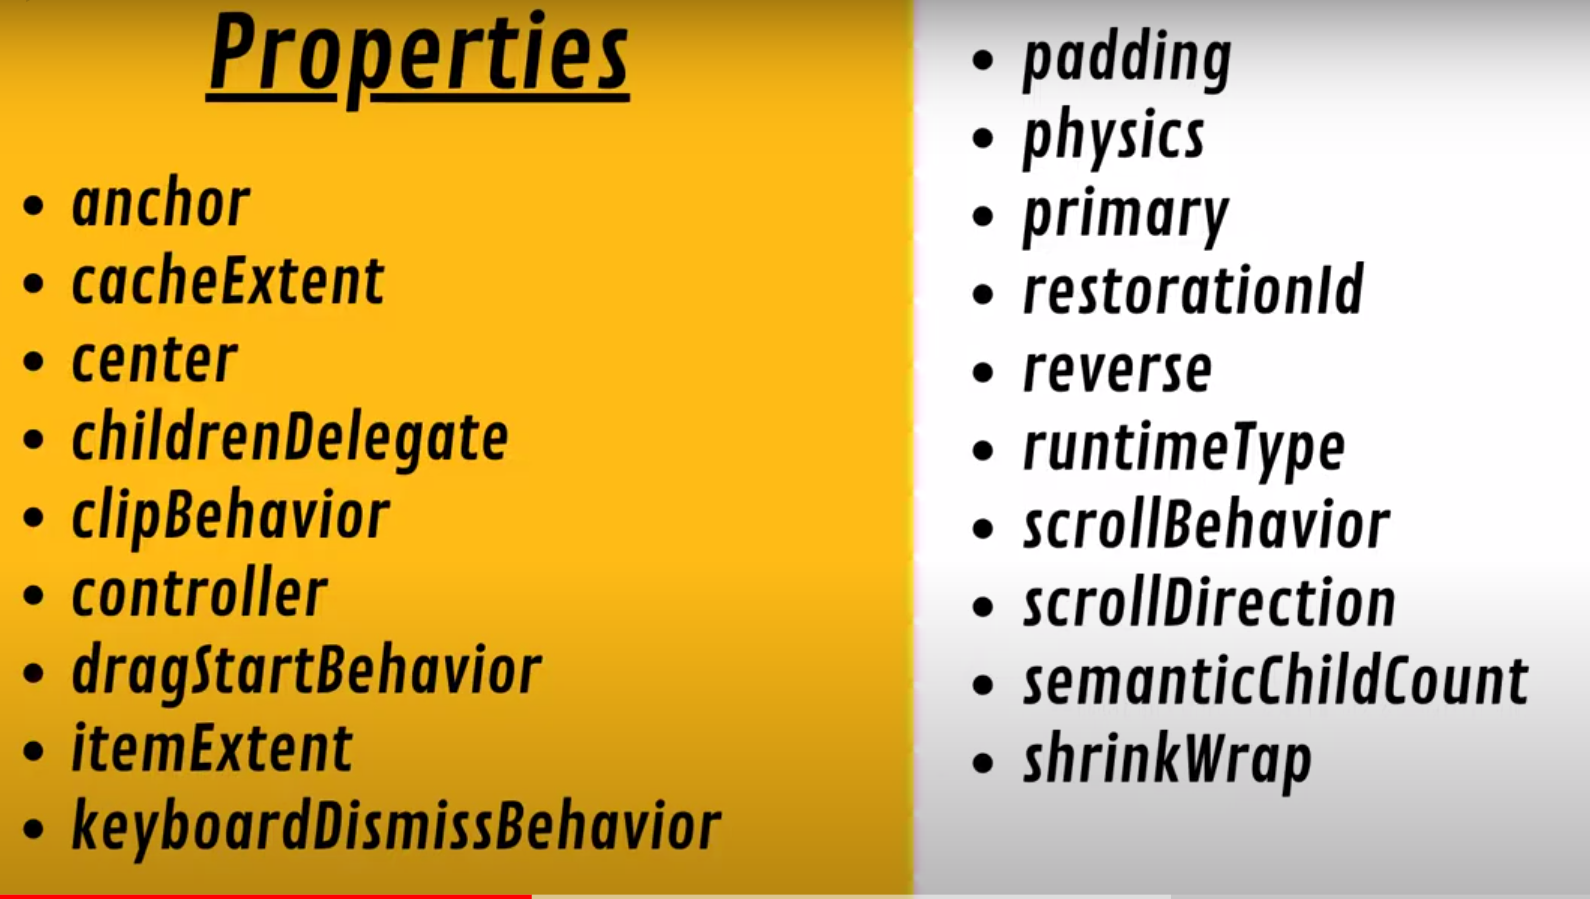 Properties
• anchor
• cacheExtent
• center
• childrenDelegate
• clipBehavior
• controller
• dragStartBehavior
• itemExtent
• keyboardDismissBehavior
• padding
• physics
• primary
• restorationId
• reverse
• runtimeType
• scrollBehavior
• scrollDirection
• semanticChildCount
• shrinkWrap